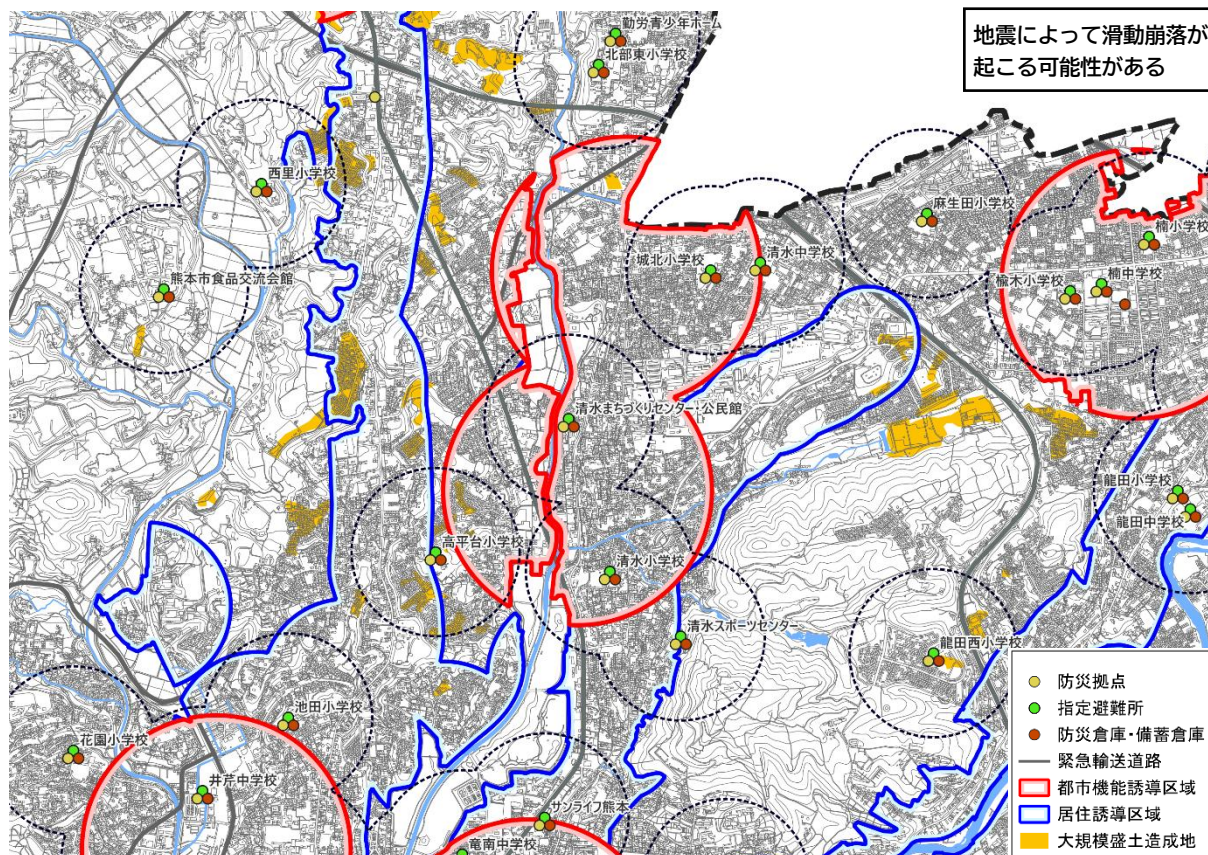 地震によって滑動崩落が
起こる可能性がある
勤労青少年ホーム
北部東小学校
西里小学校
麻生田小学校
楠小学校
城北小学校
清水中学校
熊本市食品交流会館
楡木小学校
楠中学校
清水まちづくりセンター・公民館
龍田小学校
龍田中学校
高平台小学校
清水小学校
清水スポーツセンター
龍田西小学校
池田小学校
花園小学校
井芹中学校
サンライフ熊本
竜南中学校
防災拠点
指定避難所
防災倉庫・備蓄倉庫
緊急輸送道路
都市機能誘導区域
居住誘導区域
大規模盛土造成地